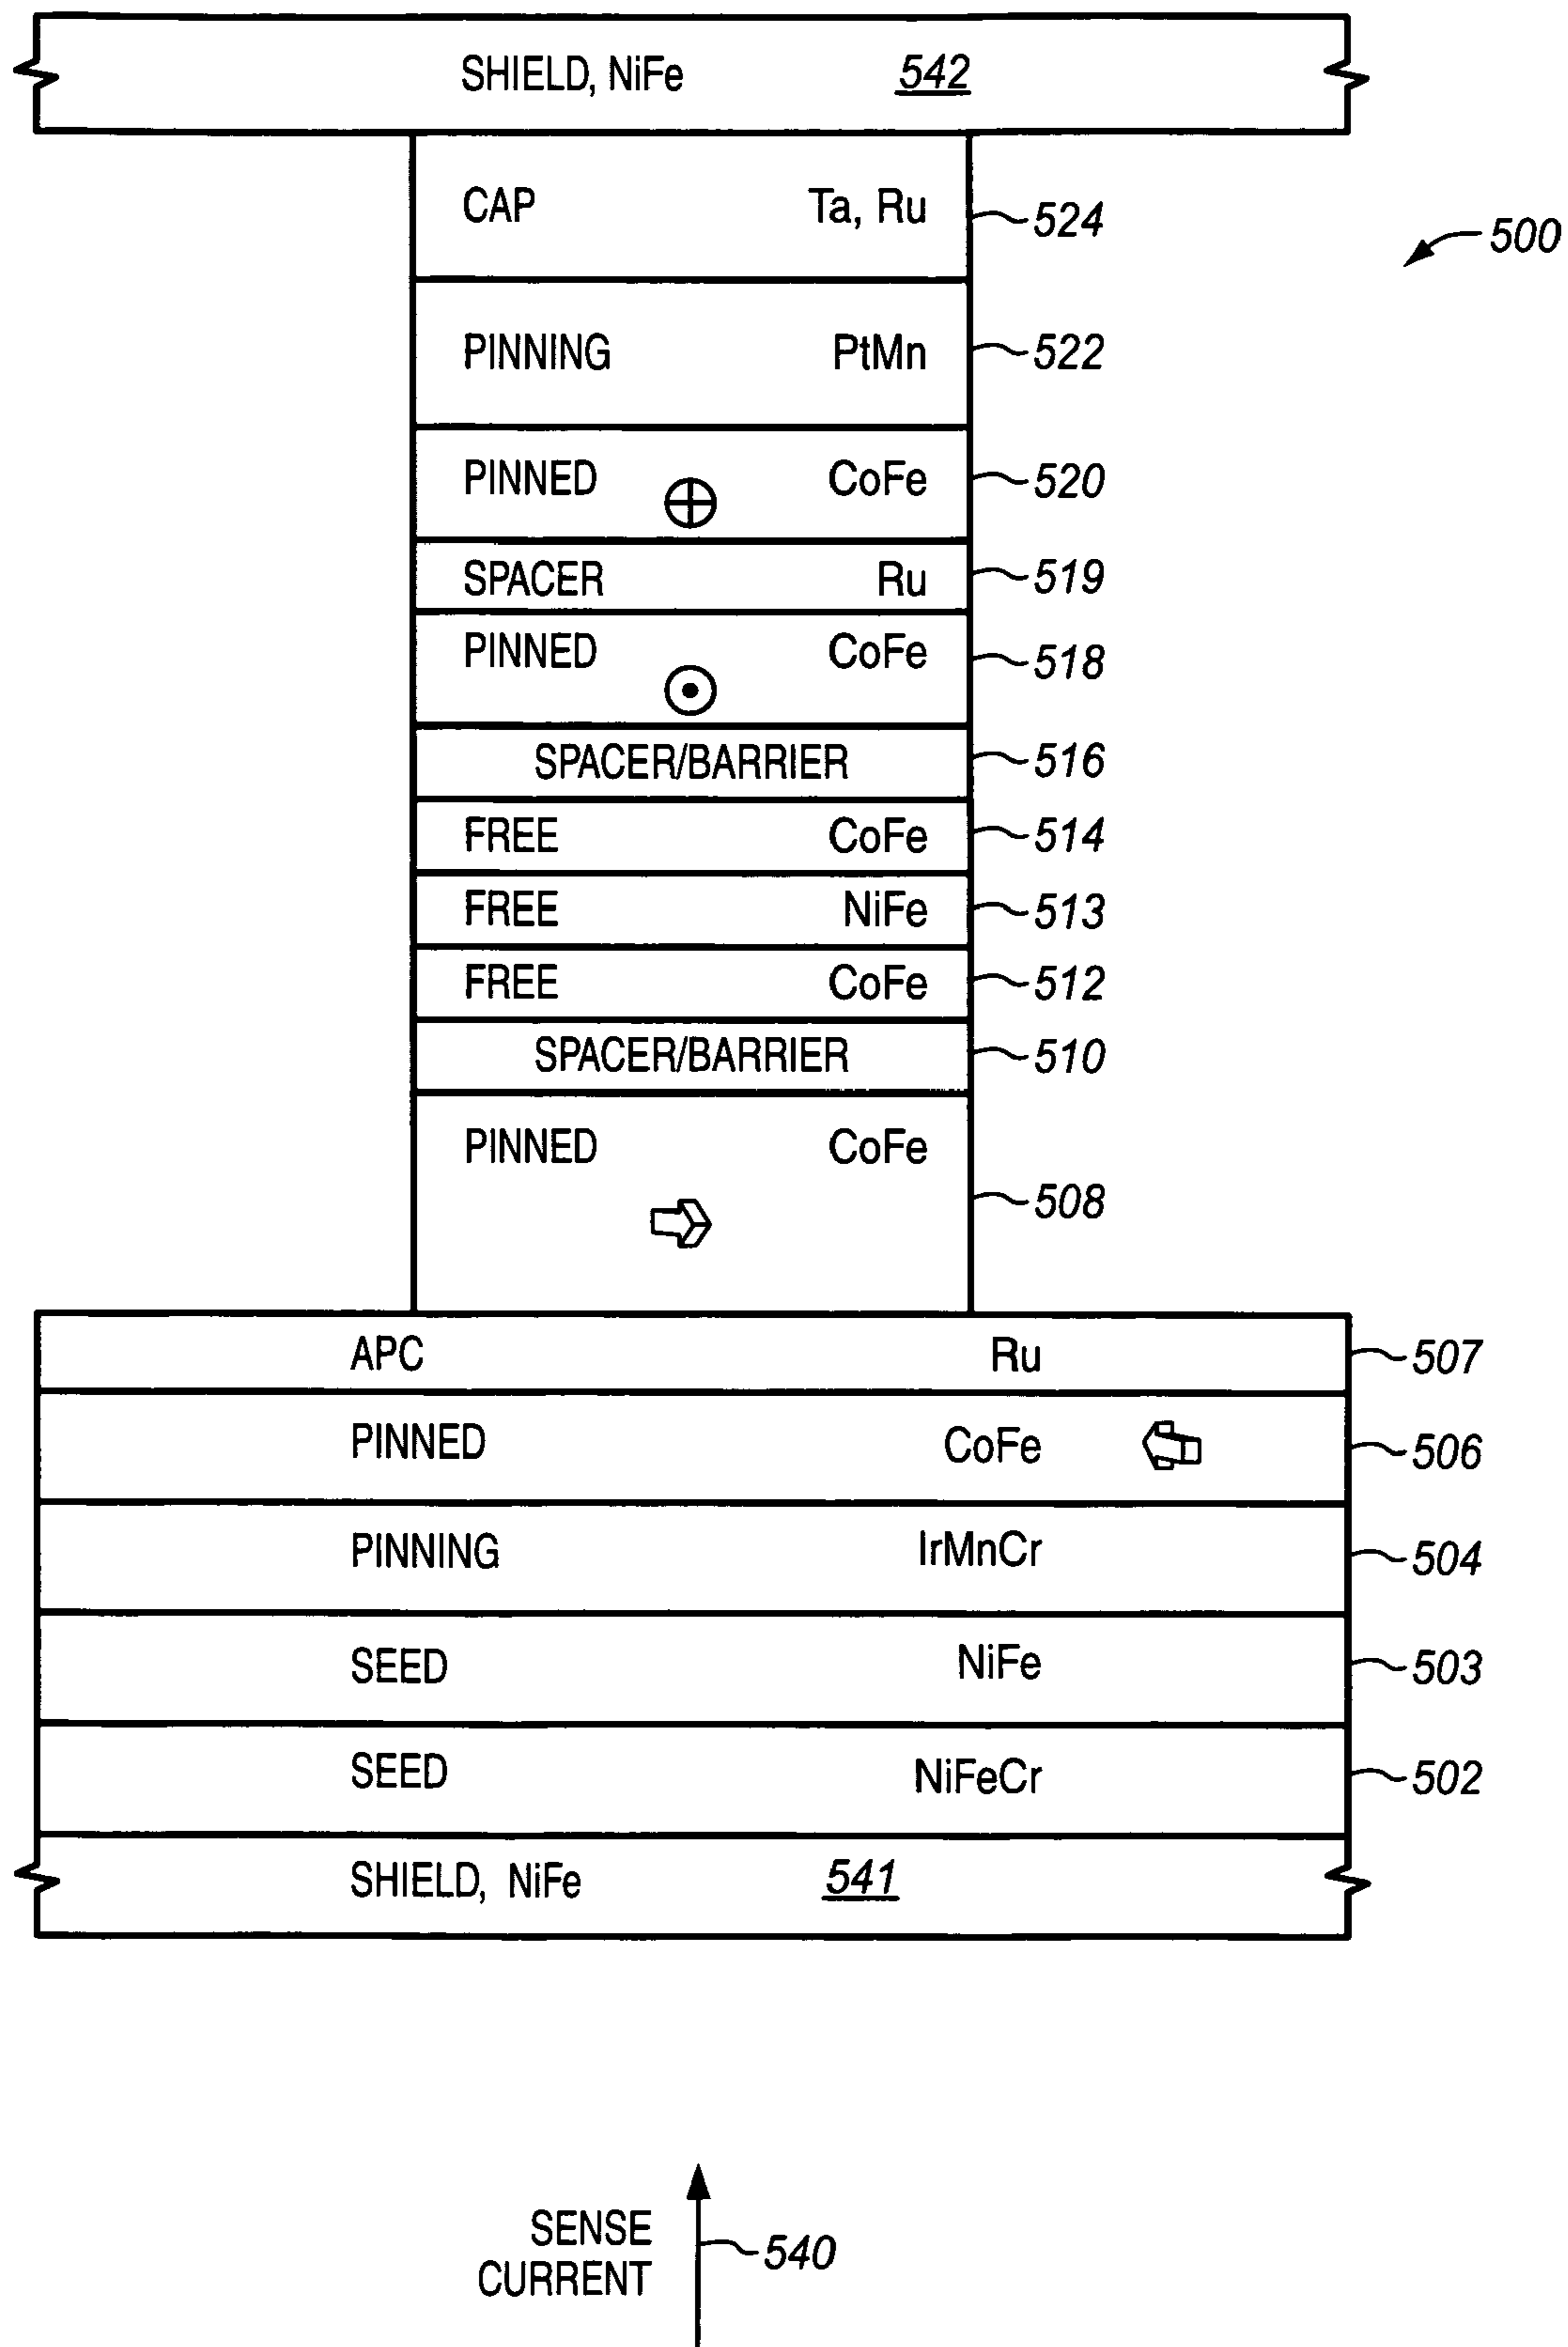 SHIELD, NiFe 542
CAP Ta, Ru 524
500
PINNING PtMn 522
PINNED CoFe 520
SPACER Ru 519
PINNED CoFe 518
SPACER/BARRIER 516
FREE CoFe 514
FREE NiFe 513
FREE CoFe 512
SPACER/BARRIER 510
PINNED CoFe
508
APC Ru 507
PINNED CoFe 506
PINNING IrMnCr 504
SEED NiFe 503
SEED NiFeCr 502
SHIELD, NiFe 541
SENSE
CURRENT
540